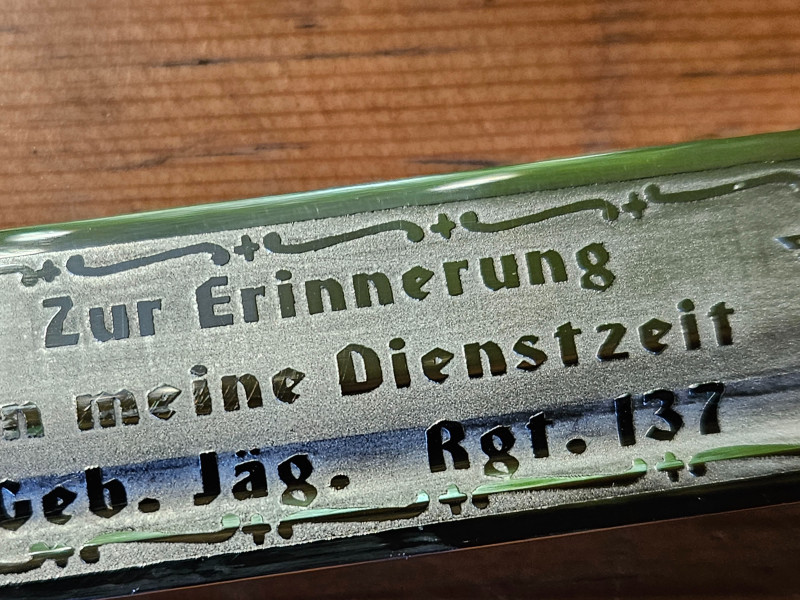 Zur Erinnerung
n meine Dienstzeit
Geb. Jäg. Rgt. 137